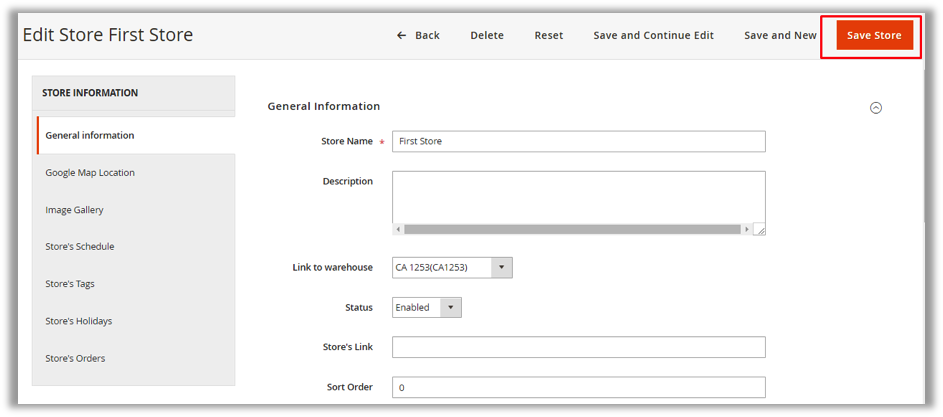 Edit Store First Store
← Back Delete Reset Save and Continue Edit Save and New Save Store
STORE INFORMATION
General information
Google Map Location
Image Gallery
Store's Schedule
Store's Tags
Store's Holidays
Store's Orders
General Information
Store Name * First Store
Description
Link to warehouse CA 1253(CA1253)
Status Enabled
Store's Link
Sort Order 0